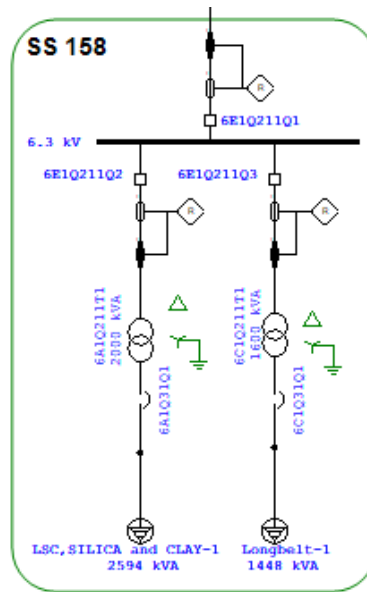 SS 158
R
6E1Q211Q1
6.3 kV
6E1Q211Q2
6E1Q211Q3
R
R
6A1Q211T1
2000 kVA
6C1Q211T1
1600 kVA
6A1Q31Q1
6C1Q31Q1
LSC,SILICA and CLAY-1
2594 kVA
Longbelt-1
1448 kVA